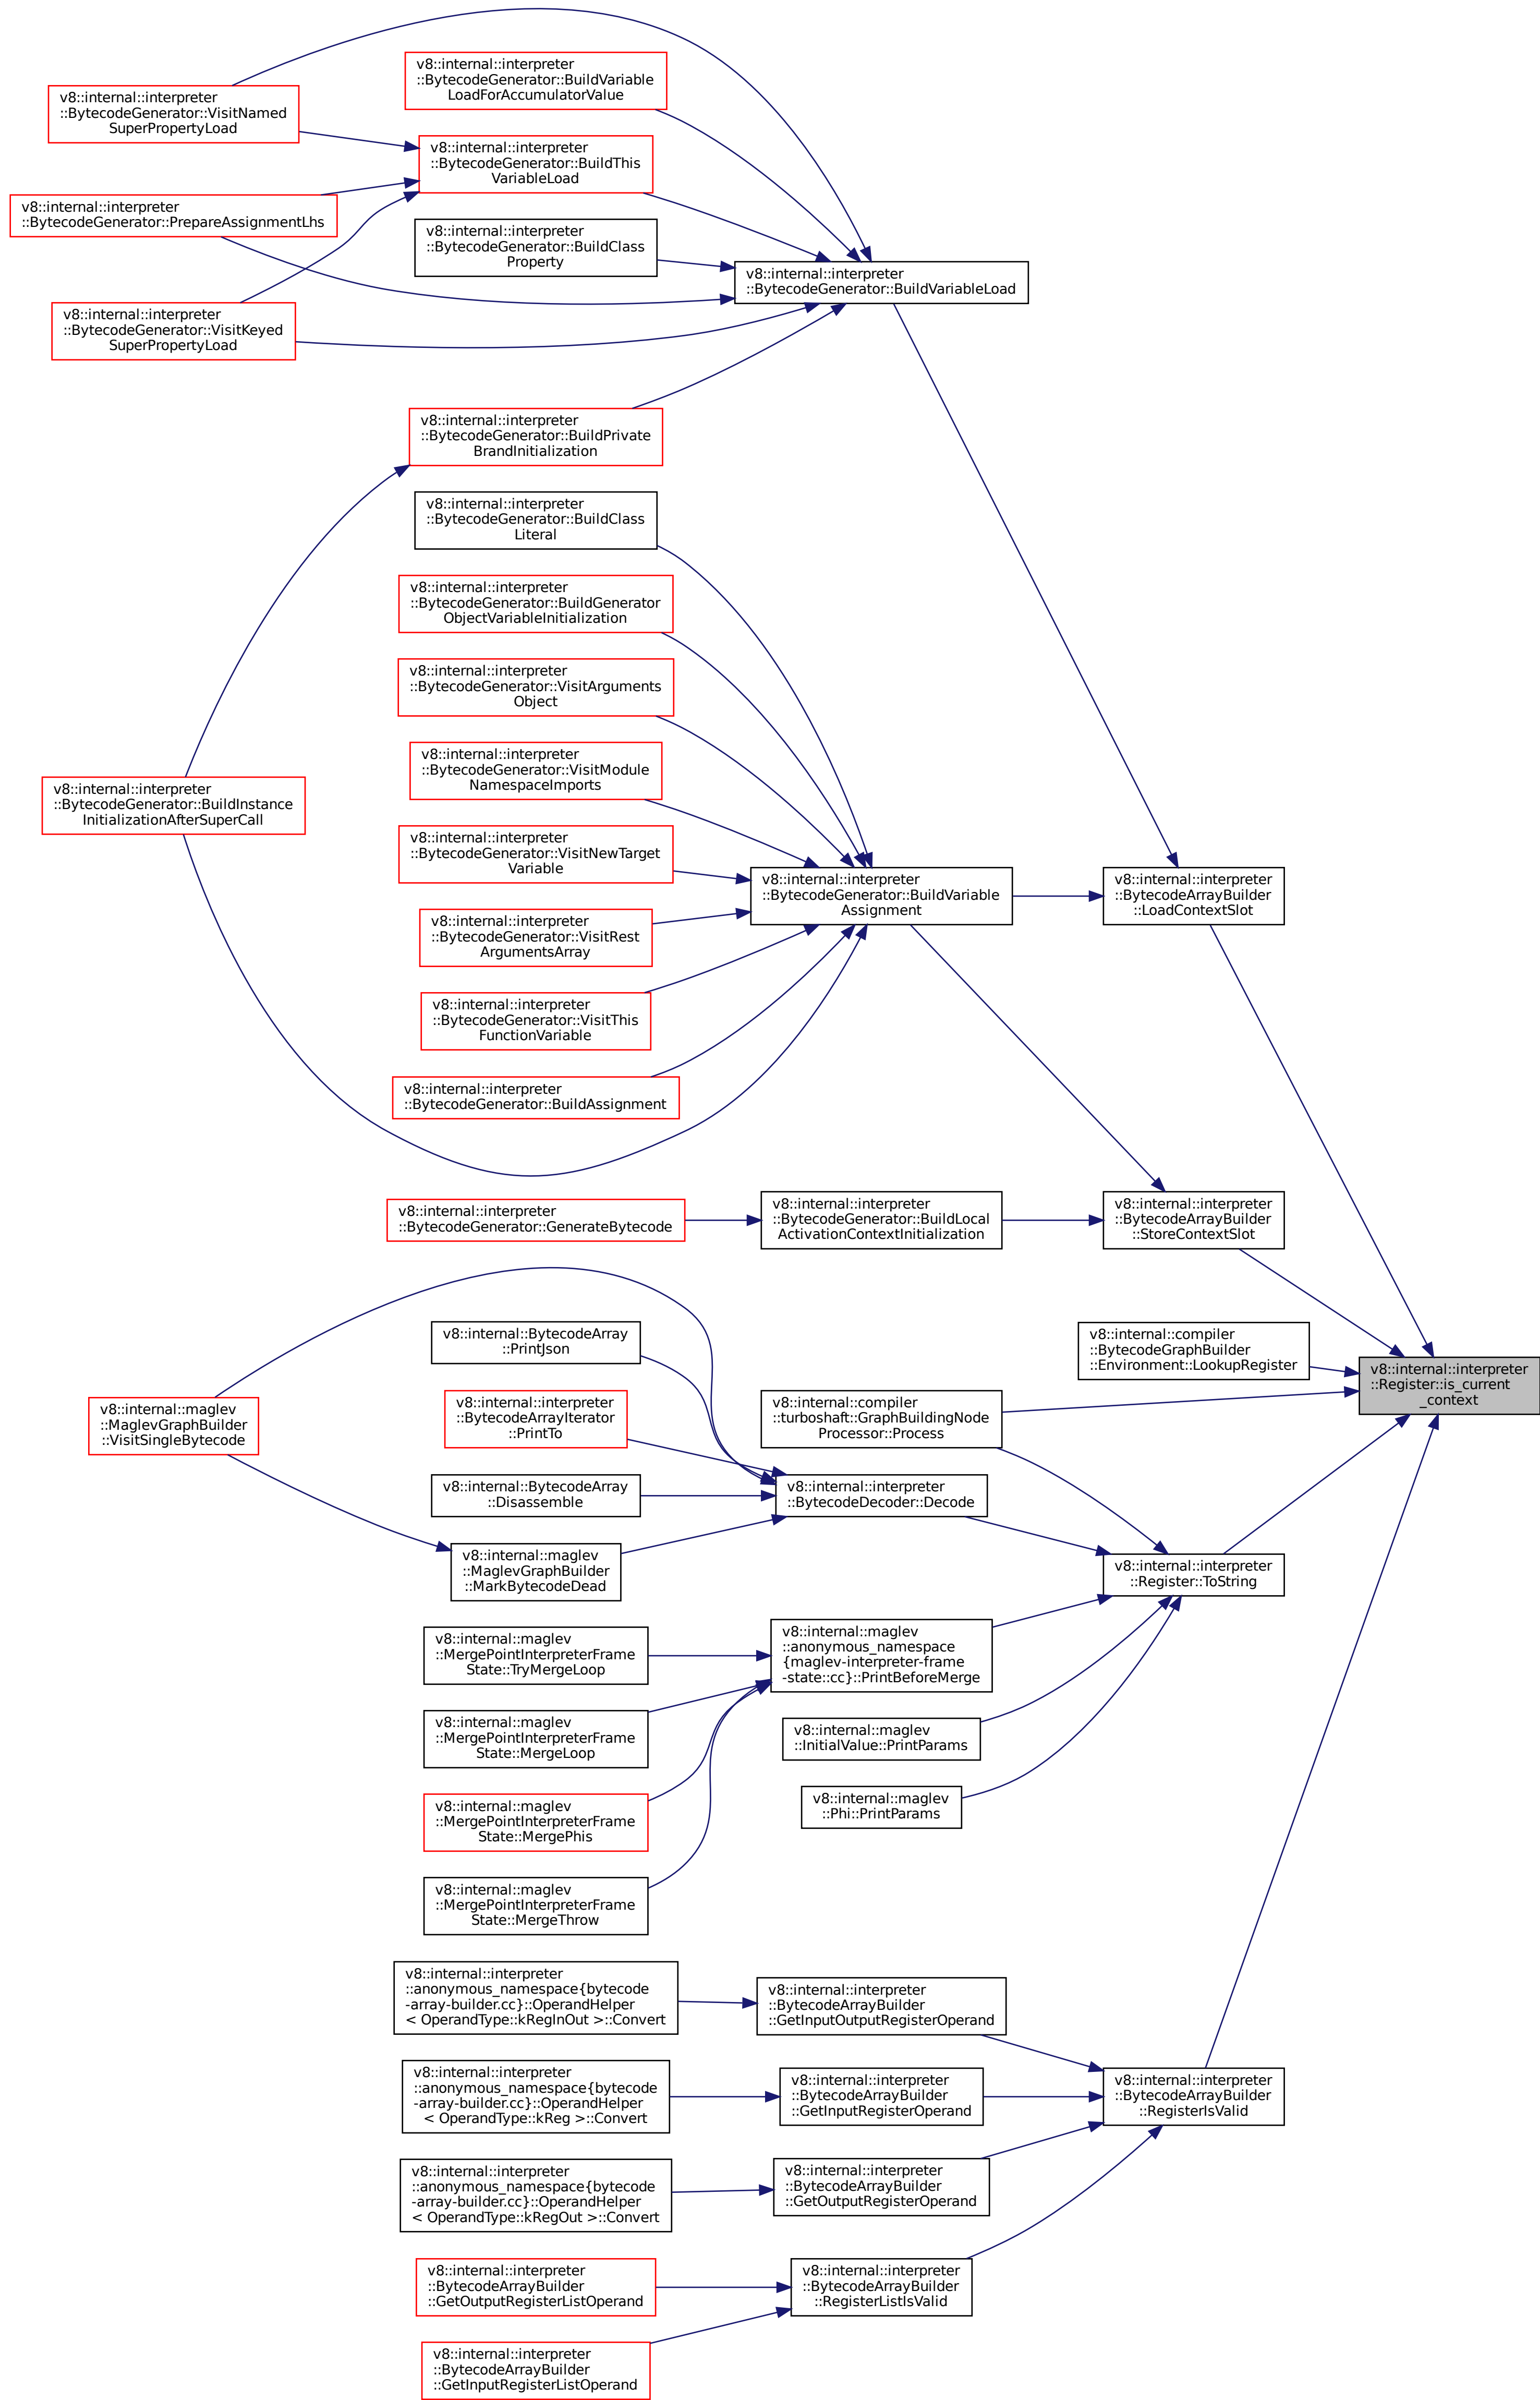 v8::internal::interpreter
::BytecodeGenerator::BuildVariable
LoadForAccumulatorValue
v8::internal::interpreter
::BytecodeGenerator::VisitNamed
SuperPropertyLoad
v8::internal::interpreter
::BytecodeGenerator::BuildThis
VariableLoad
v8::internal::interpreter
::BytecodeGenerator::PrepareAssignmentLhs
v8::internal::interpreter
::BytecodeGenerator::BuildClass
Property
v8::internal::interpreter
::BytecodeGenerator::BuildVariableLoad
v8::internal::interpreter
::BytecodeGenerator::VisitKeyed
SuperPropertyLoad
v8::internal::interpreter
::BytecodeGenerator::BuildPrivate
BrandInitialization
v8::internal::interpreter
::BytecodeGenerator::BuildClass
Literal
v8::internal::interpreter
::BytecodeGenerator::BuildGenerator
ObjectVariableInitialization
v8::internal::interpreter
::BytecodeGenerator::VisitArguments
Object
v8::internal::interpreter
::BytecodeGenerator::VisitModule
NamespaceImports
v8::internal::interpreter
::BytecodeGenerator::BuildInstance
InitializationAfterSuperCall
v8::internal::interpreter
::BytecodeGenerator::VisitNewTarget
Variable
v8::internal::interpreter
::BytecodeGenerator::BuildVariable
Assignment
v8::internal::interpreter
::BytecodeArrayBuilder
::LoadContextSlot
v8::internal::interpreter
::BytecodeGenerator::VisitRest
ArgumentsArray
v8::internal::interpreter
::BytecodeGenerator::VisitThis
FunctionVariable
v8::internal::interpreter
::BytecodeGenerator::BuildAssignment
v8::internal::interpreter
::BytecodeGenerator::GenerateBytecode
v8::internal::interpreter
::BytecodeGenerator::BuildLocal
ActivationContextInitialization
v8::internal::interpreter
::BytecodeArrayBuilder
::StoreContextSlot
v8::internal::BytecodeArray
::PrintJson
v8::internal::compiler
::BytecodeGraphBuilder
::Environment::LookupRegister
v8::internal::interpreter
::Register::is_current
_context
v8::internal::maglev
::MaglevGraphBuilder
::VisitSingleBytecode
v8::internal::interpreter
::BytecodeArrayIterator
::PrintTo
v8::internal::compiler
::turboshaft::GraphBuildingNode
Processor::Process
v8::internal::BytecodeArray
::Disassemble
v8::internal::interpreter
::BytecodeDecoder::Decode
v8::internal::maglev
::MaglevGraphBuilder
::MarkBytecodeDead
v8::internal::interpreter
::Register::ToString
v8::internal::maglev
::MergePointInterpreterFrame
State::TryMergeLoop
v8::internal::maglev
::anonymous_namespace
{maglev-interpreter-frame
-state::cc}::PrintBeforeMerge
v8::internal::maglev
::MergePointInterpreterFrame
State::MergeLoop
v8::internal::maglev
::InitialValue::PrintParams
v8::internal::maglev
::MergePointInterpreterFrame
State::MergePhis
v8::internal::maglev
::Phi::PrintParams
v8::internal::maglev
::MergePointInterpreterFrame
State::MergeThrow
v8::internal::interpreter
::anonymous_namespace{bytecode
-array-builder.cc}::OperandHelper
< OperandType::kRegInOut >::Convert
v8::internal::interpreter
::BytecodeArrayBuilder
::GetInputOutputRegisterOperand
v8::internal::interpreter
::anonymous_namespace{bytecode
-array-builder.cc}::OperandHelper
< OperandType::kReg >::Convert
v8::internal::interpreter
::BytecodeArrayBuilder
::GetInputRegisterOperand
v8::internal::interpreter
::BytecodeArrayBuilder
::RegisterIsValid
v8::internal::interpreter
::anonymous_namespace{bytecode
-array-builder.cc}::OperandHelper
< OperandType::kRegOut >::Convert
v8::internal::interpreter
::BytecodeArrayBuilder
::GetOutputRegisterOperand
v8::internal::interpreter
::BytecodeArrayBuilder
::GetOutputRegisterListOperand
v8::internal::interpreter
::BytecodeArrayBuilder
::RegisterListIsValid
v8::internal::interpreter
::BytecodeArrayBuilder
::GetInputRegisterListOperand